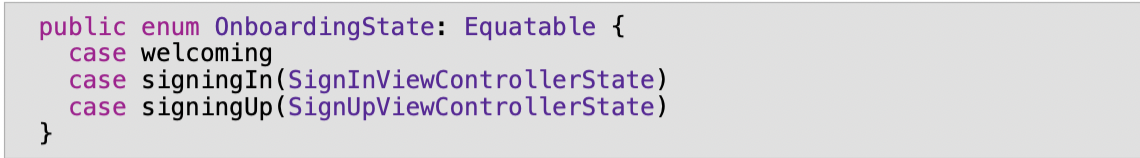 public enum OnboardingState: Equatable {
  case welcoming
  case signingIn(SignInViewControllerState)
  case signingUp(SignUpViewControllerState)
}